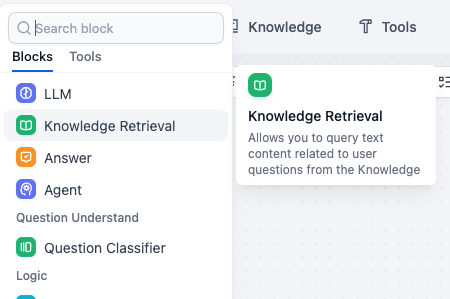 Search block
Knowledge
Tools
Blocks
Tools
LLM
Knowledge Retrieval
Answer
Agent
Question Understand
Question Classifier
Logic
Knowledge Retrieval
Allows you to query text
content related to user
questions from the Knowledge